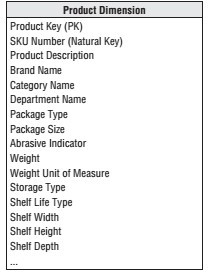 Product Dimension
Product Key (PK)
SKU Number (Natural Key)
Product Description
Brand Name
Category Name
Department Name
Package Type
Package Size
Abrasive Indicator
Weight
Weight Unit of Measure
Storage Type
Shelf Life Type
Shelf Width
Shelf Height
Shelf Depth
...